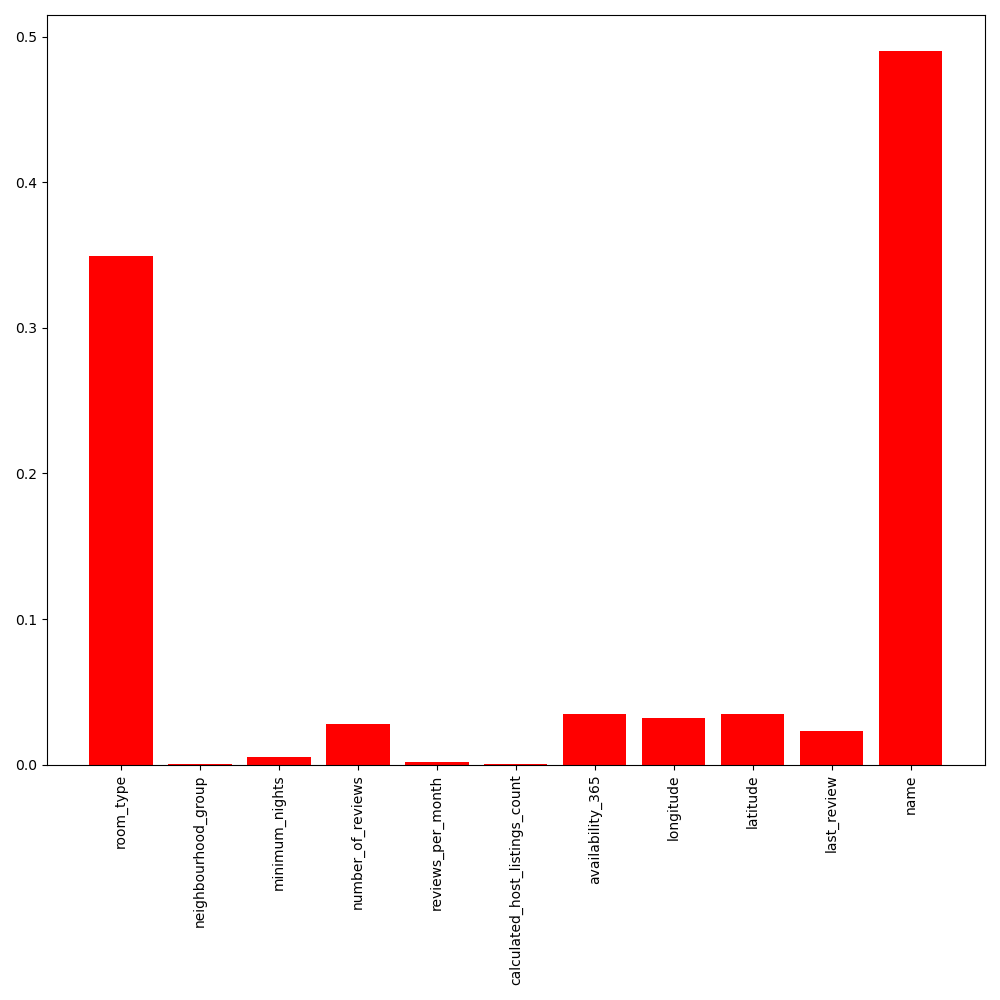 0.5
0.4
0.3
0.2
0.1
0.0
room_type
neighbourhood_group
minimum_nights
number_of_reviews
reviews_per_month
calculated_host_listings_count
availability_365
longitude
latitude
last_review
name